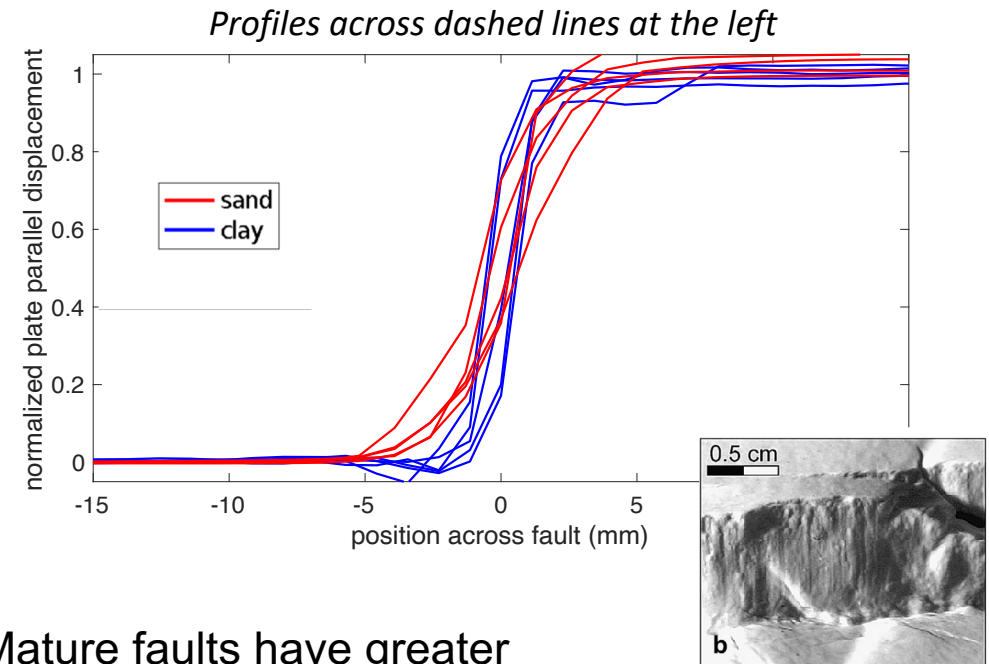 Profiles across dashed lines at the left
normalized plate parallel displacement
1
0.8
0.6
0.4
0.2
0
sand
clay
-15
-10
-5
0
5
position across fault (mm)
0.5 cm
b
Mature faults have greater